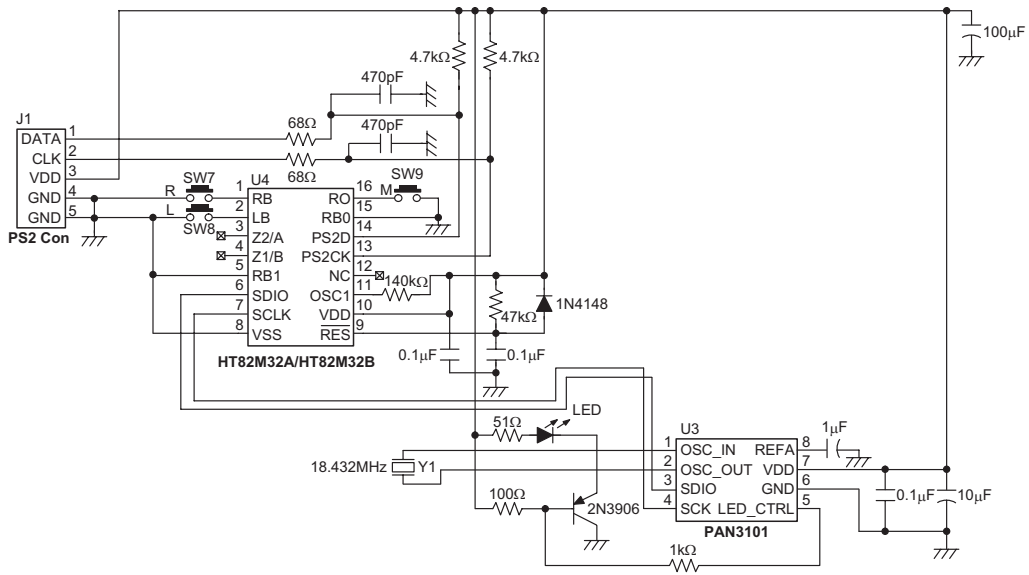 100μF
4.7kΩ 4.7kΩ
470pF
J1
68Ω
470pF
DATA 1
CLK 2
VDD 3
GND 4
GND 5
PS2 Con
68Ω
R SW7
L SW8
U4
M SW9
1 RB RO 16
2 LB RB0 15
3 Z2/A PS2D 14
4 Z1/B PS2CK 13
5 RB1 NC 12
6 SDIO OSC1 11
7 SCLK VDD 10
8 VSS RES 9
HT82M32A/HT82M32B
140kΩ
47kΩ
1N4148
0.1μF 0.1μF
LED
51Ω
18.432MHz Y1
100Ω
2N3906
1kΩ
U3
1μF
1 OSC_IN REFA 8
2 OSC_OUT VDD 7
3 SDIO GND 6
4 SCK LED_CTRL 5
PAN3101
0.1μF 10μF